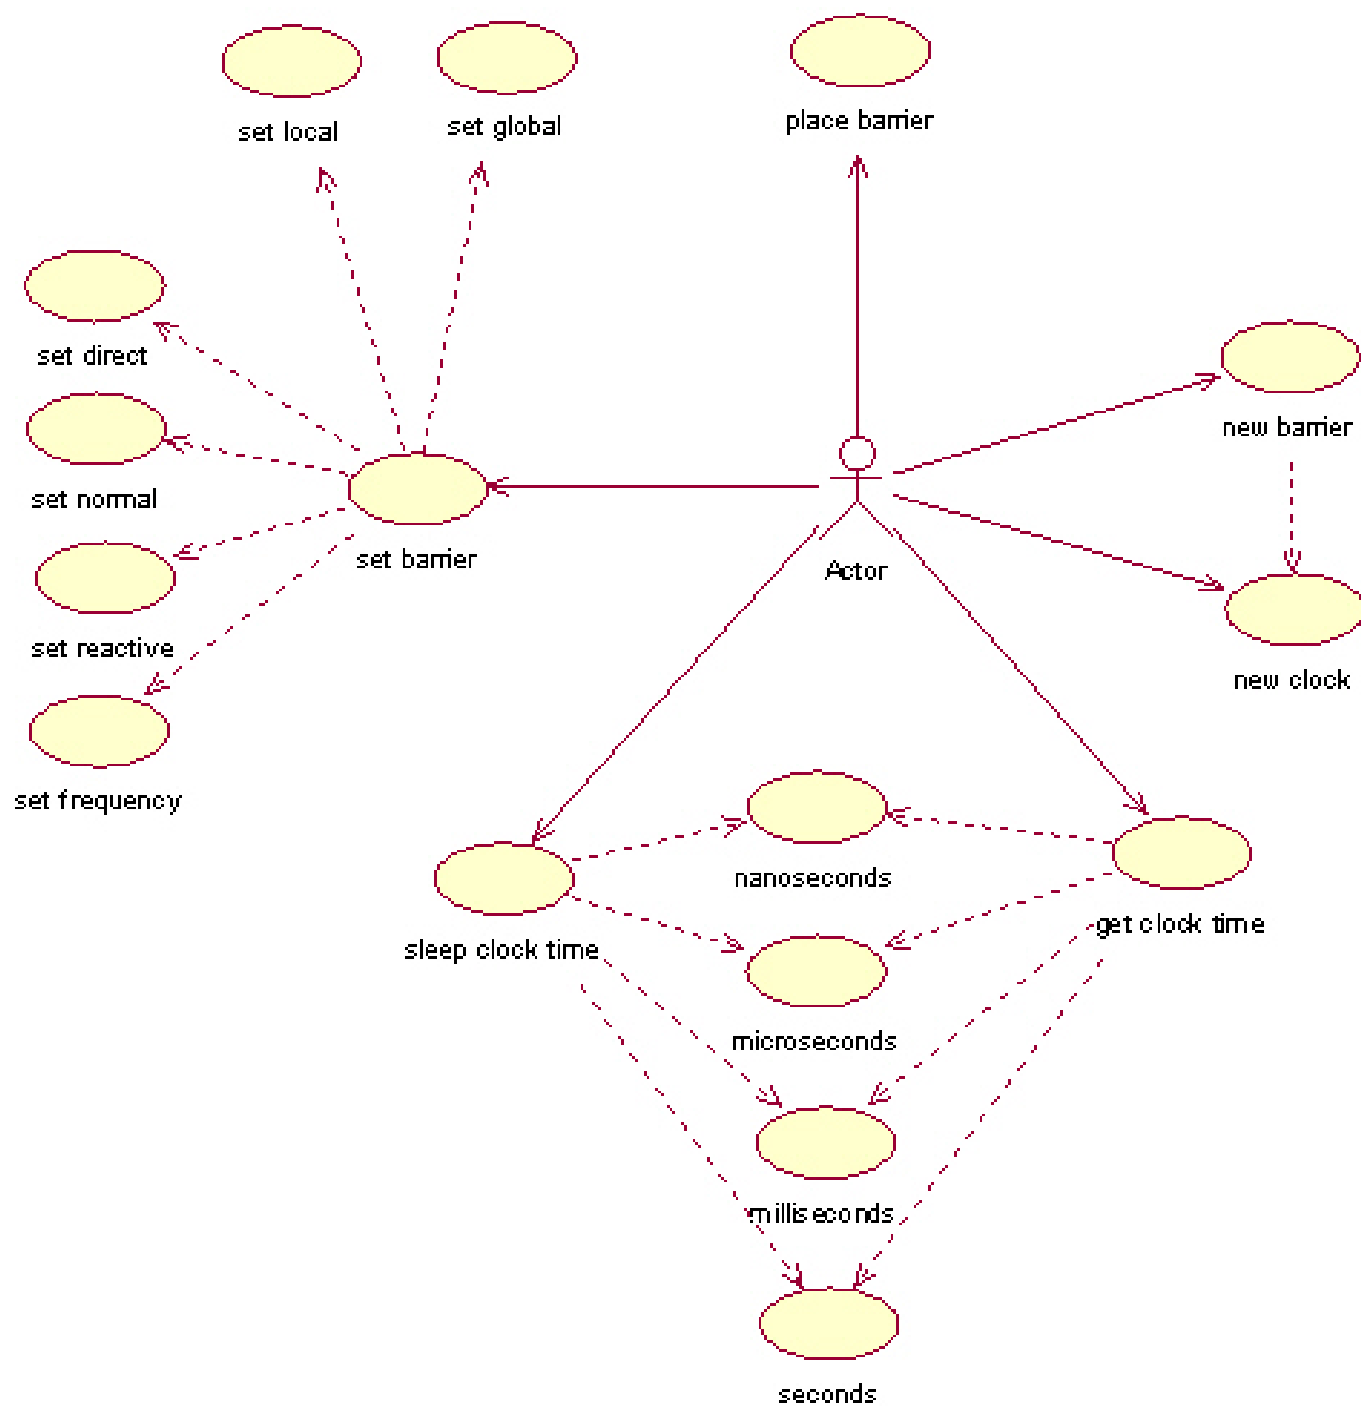 place barrier
set global
set local
set direct
new barrier
set normal
set barrier
Actor
set reactive
new clock
set frequency
nanoseconds
get clock time
sleep clock time
microseconds
milliseconds
seconds